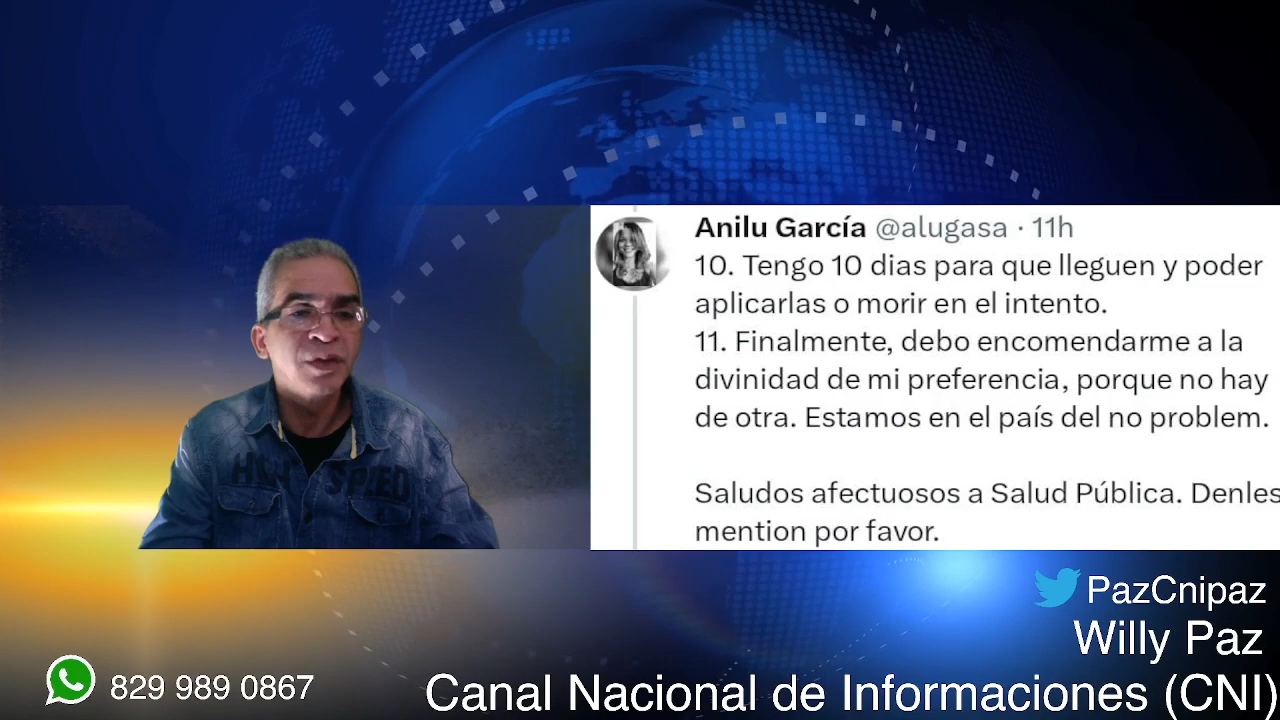 Anilu García @alugasa · 11h
10. Tengo 10 dias para que lleguen y poder
aplicarlas o morir en el intento.
11. Finalmente, debo encomendarme a la
divinidad de mi preferencia, porque no hay
de otra. Estamos en el país del no problem.
Saludos afectuosos a Salud Pública. Denles
mention por favor.
HIGH SPEED
PazCnipaz
Willy Paz
829 989 0867
Canal Nacional de Informaciones (CNI)